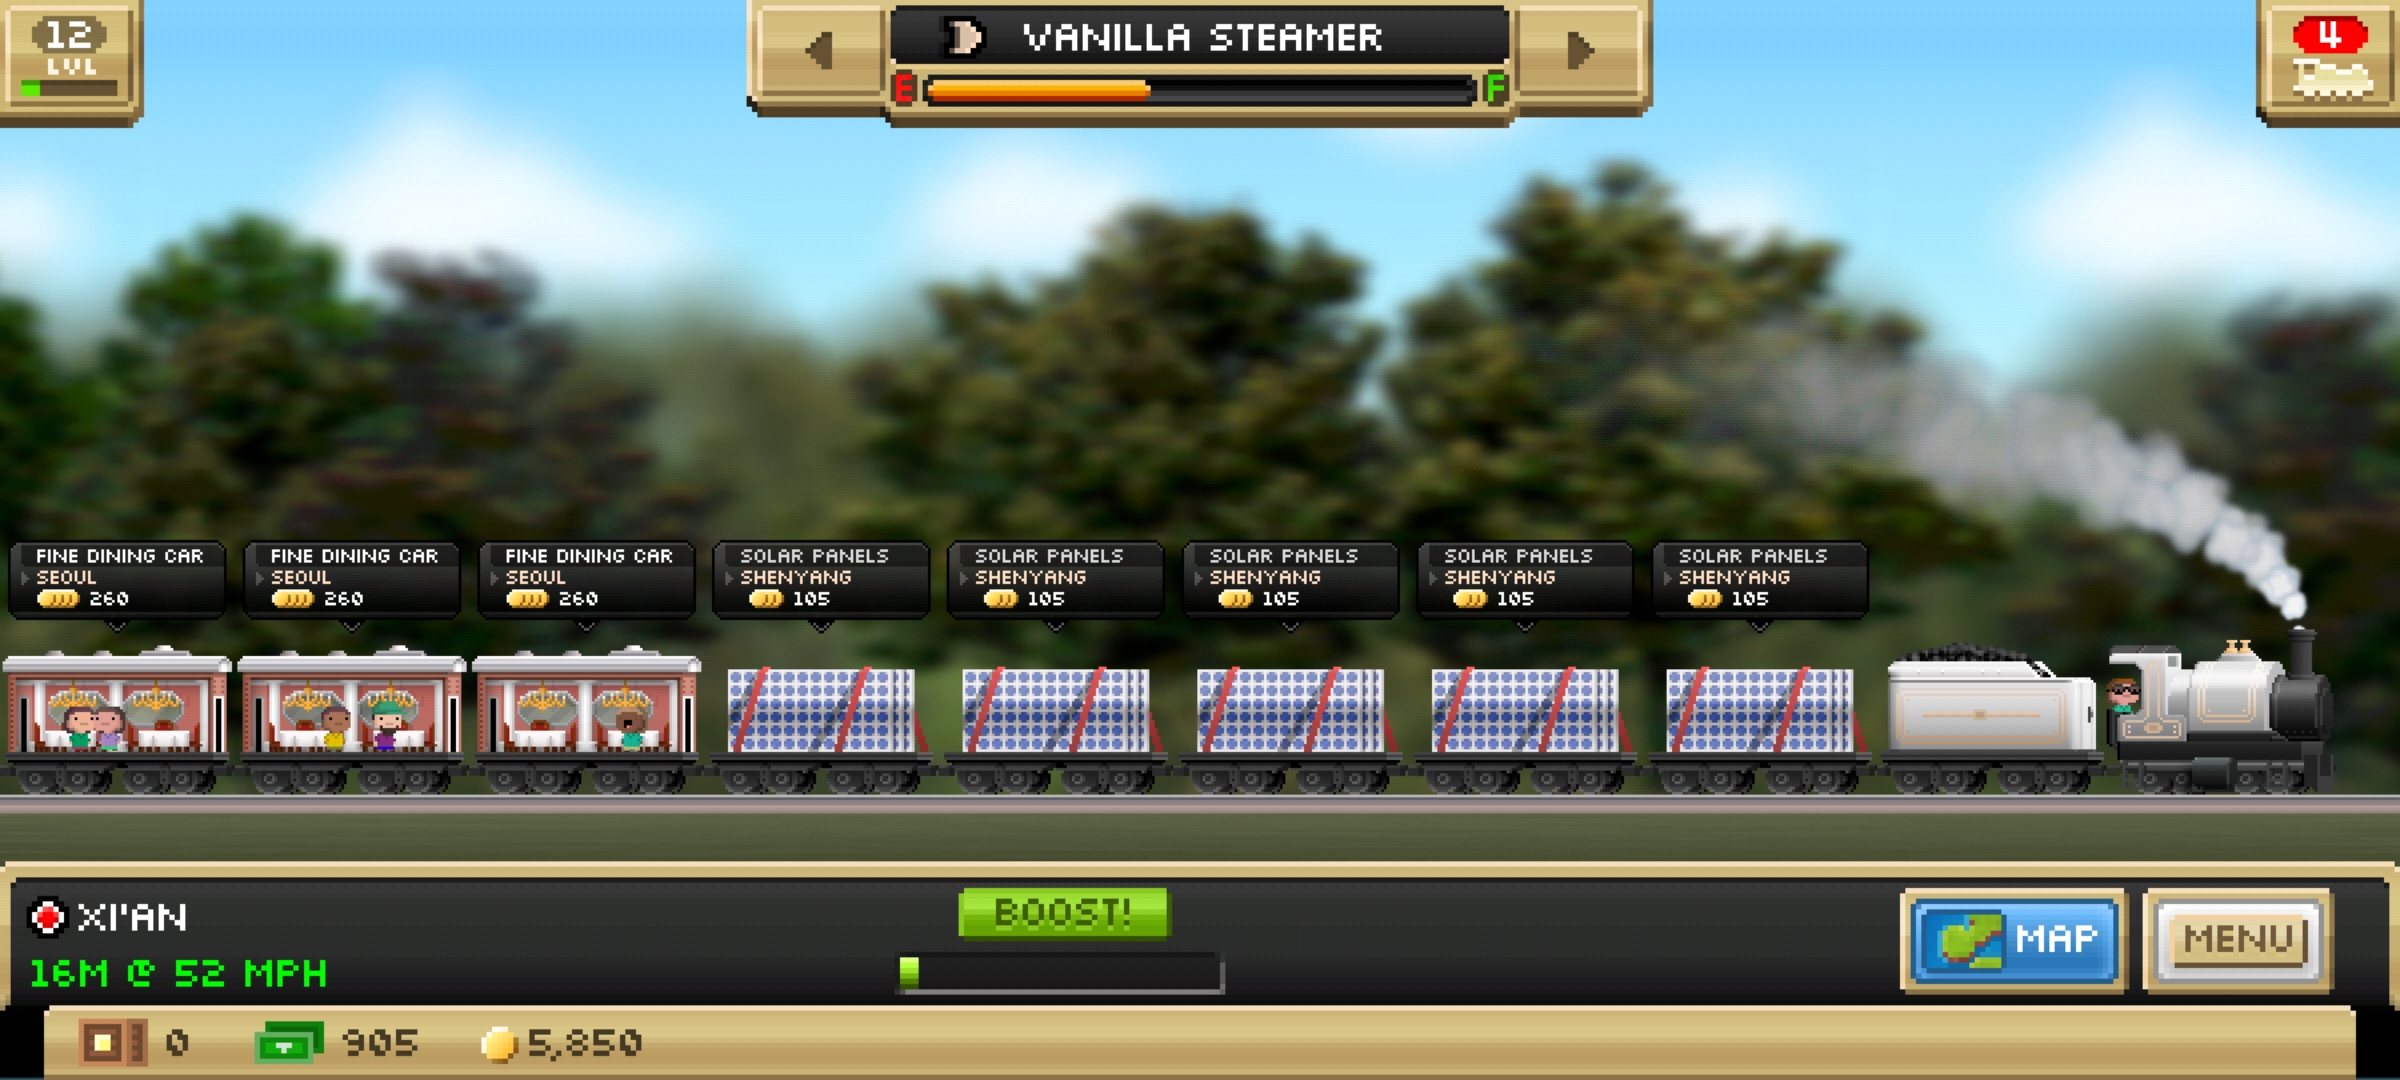 12
LVL
VANILLA STEAMER
E F
4
FINE DINING CAR
SEOUL
260
FINE DINING CAR
SEOUL
260
FINE DINING CAR
SEOUL
260
SOLAR PANELS
SHENYANG
105
SOLAR PANELS
SHENYANG
105
SOLAR PANELS
SHENYANG
105
SOLAR PANELS
SHENYANG
105
SOLAR PANELS
SHENYANG
105
XI'AN
16M @ 52 MPH
BOOST!
MAP
MENU
0
905
5,850